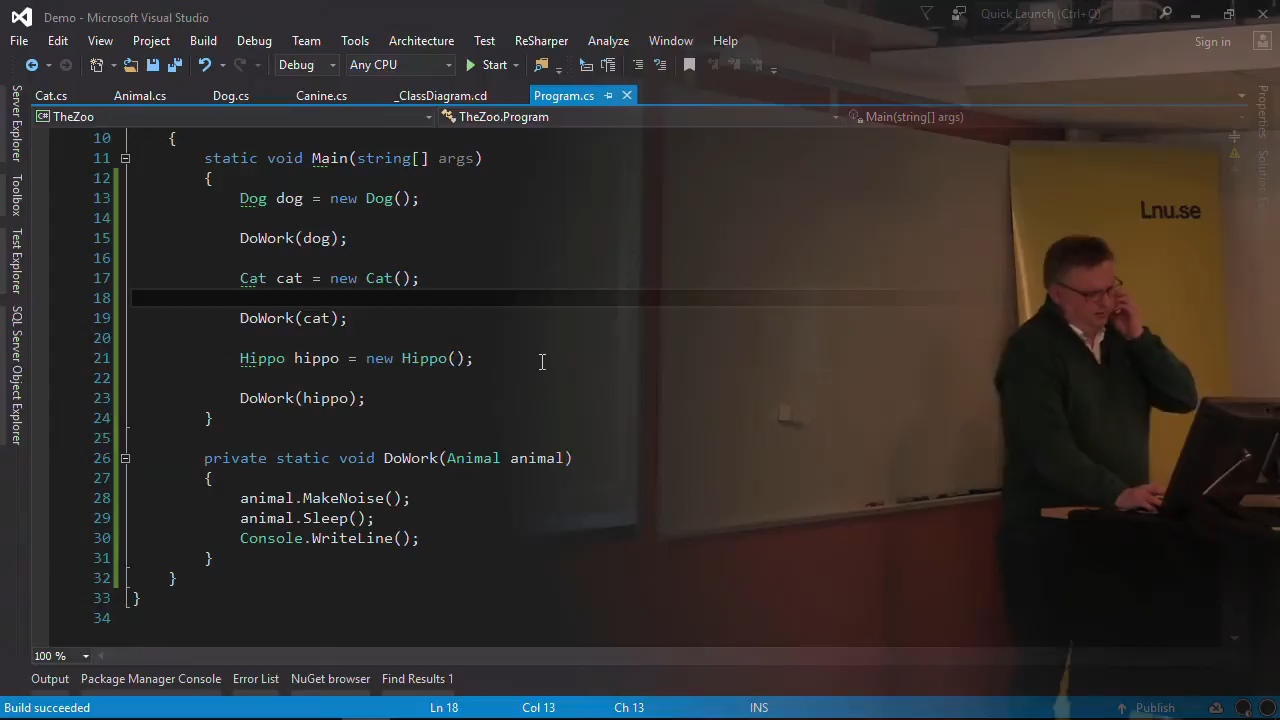 Demo - Microsoft Visual Studio
Quick Launch (Ctrl+Q)
File Edit View Project Build Debug Team Tools Architecture Test ReSharper Analyze Window Help
Sign in
Debug Any CPU Start
Cat.cs Animal.cs Dog.cs Canine.cs _ClassDiagram.cd Program.cs
C# TheZoo TheZoo.Program Main(string[] args)
Server Explorer
Toolbox
Test Explorer
SQL Server Object Explorer
Properties
10 {
11 static void Main(string[] args)
12 {
13 Dog dog = new Dog();
14
15 DoWork(dog);
16
17 Cat cat = new Cat();
18
19 DoWork(cat);
20
21 Hippo hippo = new Hippo();
22
23 DoWork(hippo);
24 }
25
26 private static void DoWork(Animal animal)
27 {
28 animal.MakeNoise();
29 animal.Sleep();
30 Console.WriteLine();
31 }
32 }
33 }
34
Lnu.se
100 %
Output Package Manager Console Error List NuGet browser Find Results 1
Build succeeded Ln 18 Col 13 Ch 13 INS Publish